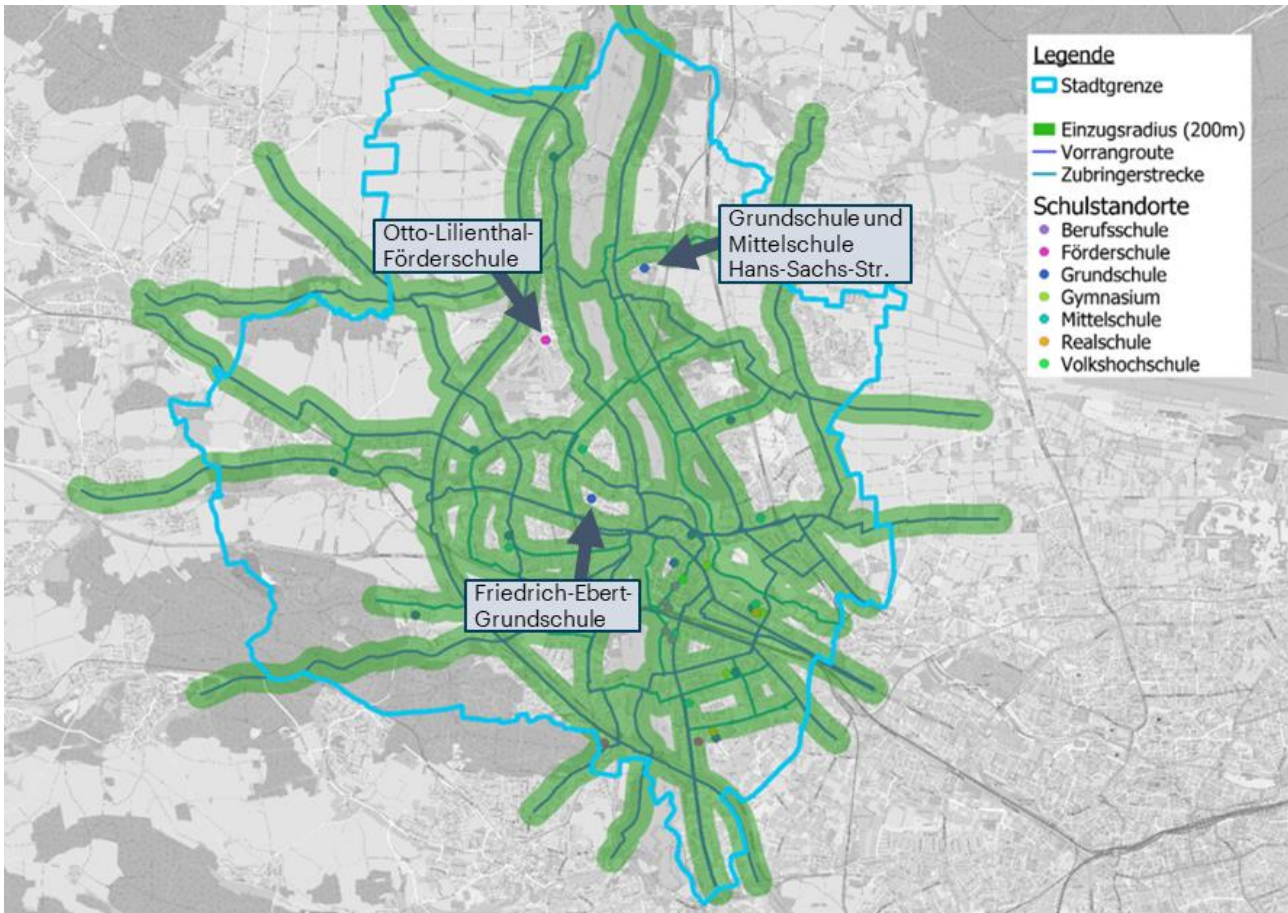 Legende
Stadtgrenze
Einzugsradius (200m)
Vorrangroute
Zubringerstrecke
Schulstandorte
Berufsschule
Förderschule
Grundschule
Gymnasium
Mittelschule
Realschule
Volkshochschule
Otto-Lilienthal-
Förderschule
Grundschule und
Mittelschule
Hans-Sachs-Str.
Friedrich-Ebert-
Grundschule